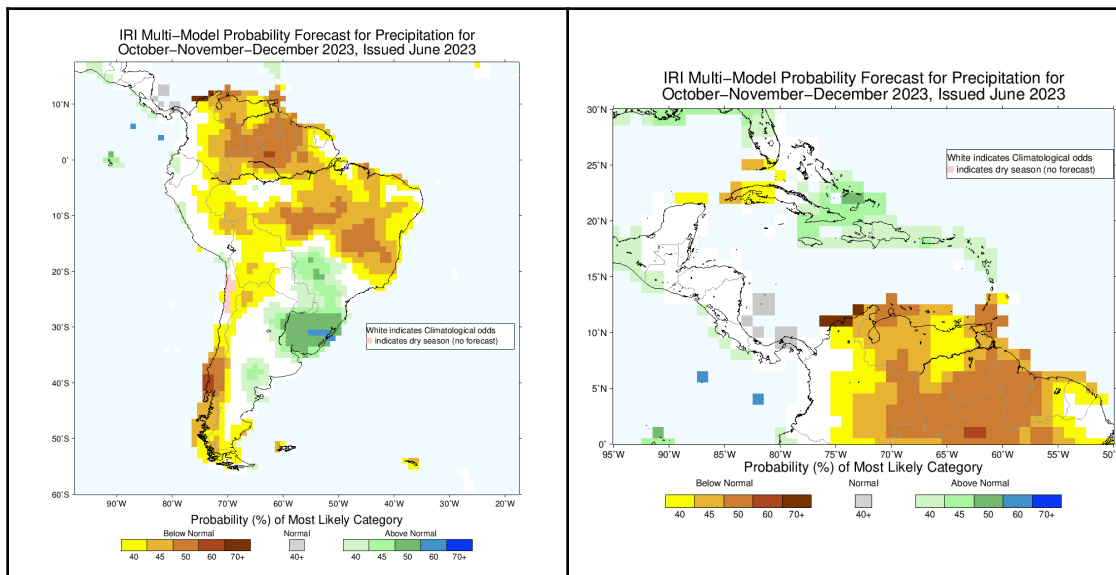 IRI Multi−Model Probability Forecast for Precipitation for
October−November−December 2023, Issued June 2023
10˚N
0˚
10˚S
20˚S
30˚S
40˚S
50˚S
60˚S
White indicates Climatological odds
indicates dry season (no forecast)
90˚W 80˚W 70˚W 60˚W 50˚W 40˚W 30˚W 20˚W
Probability (%) of Most Likely Category
Below Normal Normal Above Normal
40 45 50 60 70+ 40+ 40 45 50 60 70+
IRI Multi−Model Probability Forecast for Precipitation for
October−November−December 2023, Issued June 2023
30˚N
25˚N
20˚N
15˚N
10˚N
5˚N
0˚
White indicates Climatological odds
indicates dry season (no forecast)
95˚W 90˚W 85˚W 80˚W 75˚W 70˚W 65˚W 60˚W 55˚W 50˚
Probability (%) of Most Likely Category
Below Normal Normal Above Normal
40 45 50 60 70+ 40+ 40 45 50 60 70+